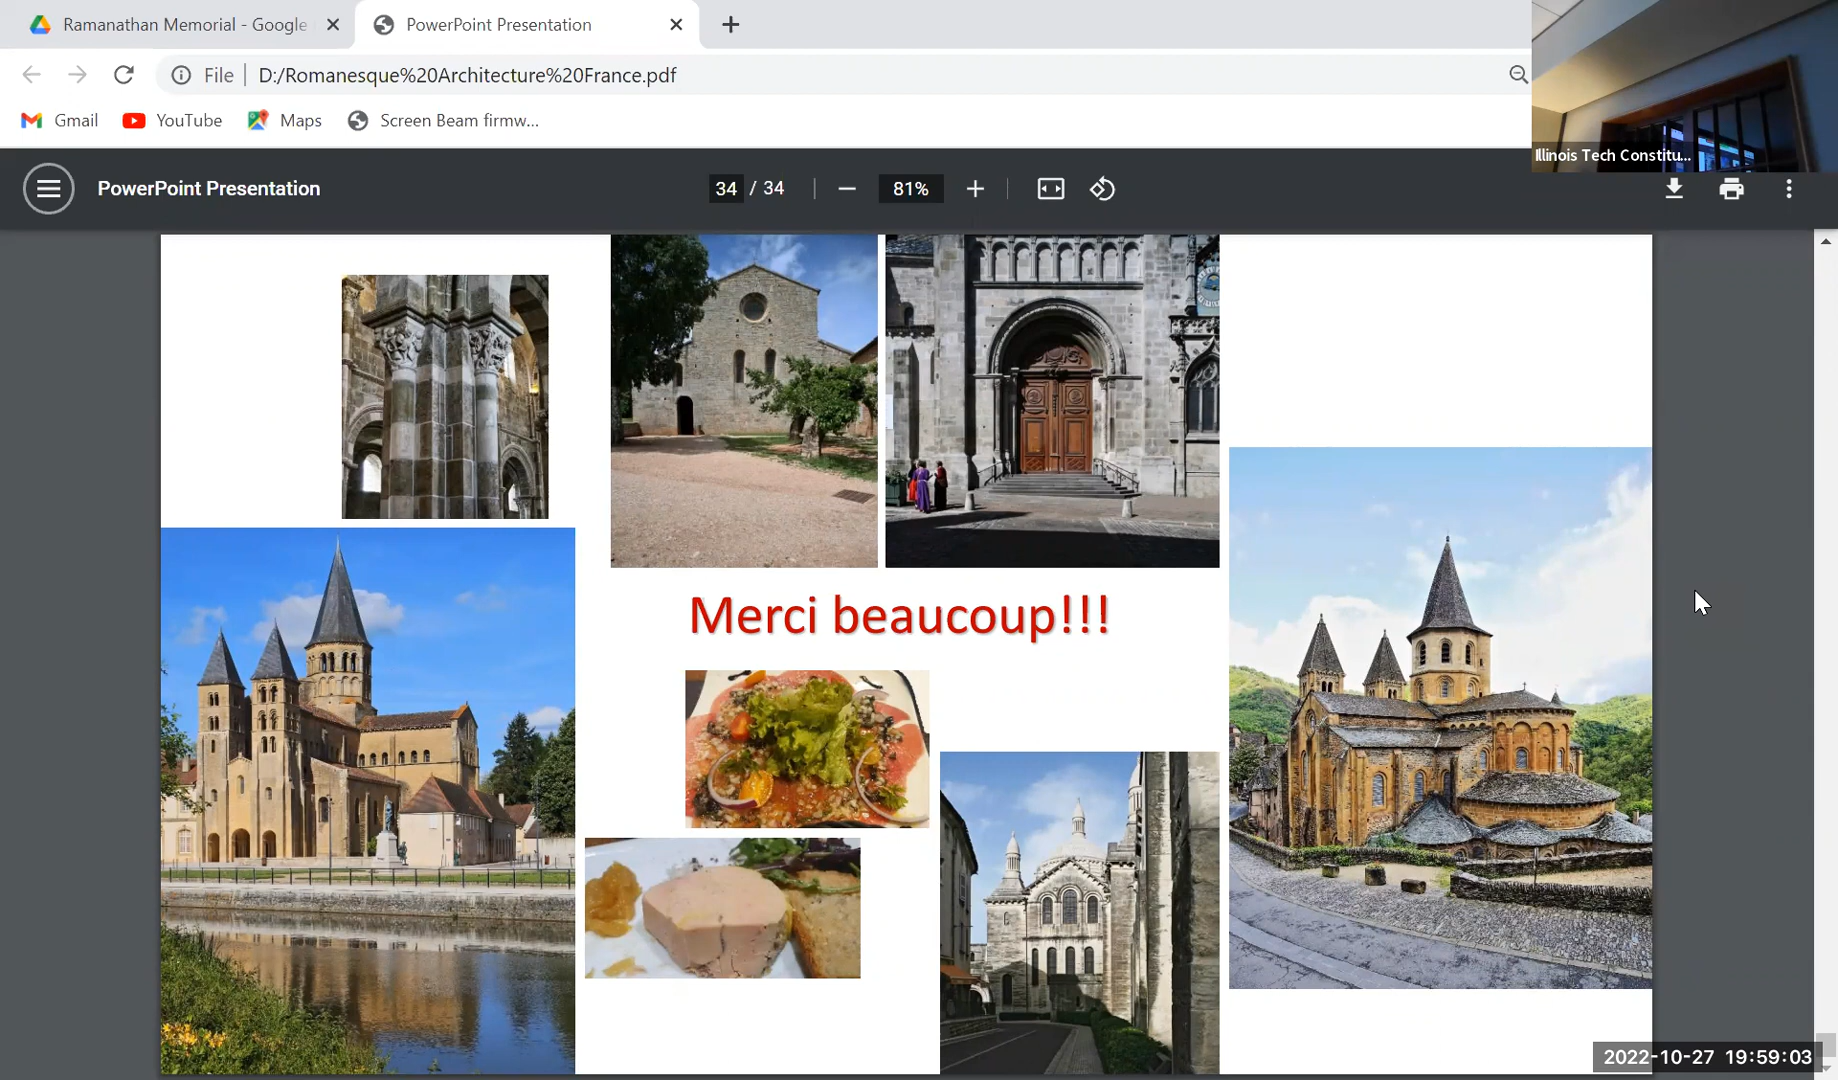 Ramanathan Memorial - Google
PowerPoint Presentation
File
D:/Romanesque%20Architecture%20France.pdf
Gmail
YouTube
Maps
Screen Beam firmw...
Illinois Tech Constitu...
PowerPoint Presentation
34 / 34
81%
Merci beaucoup!!!
2022-10-27 19:59:03